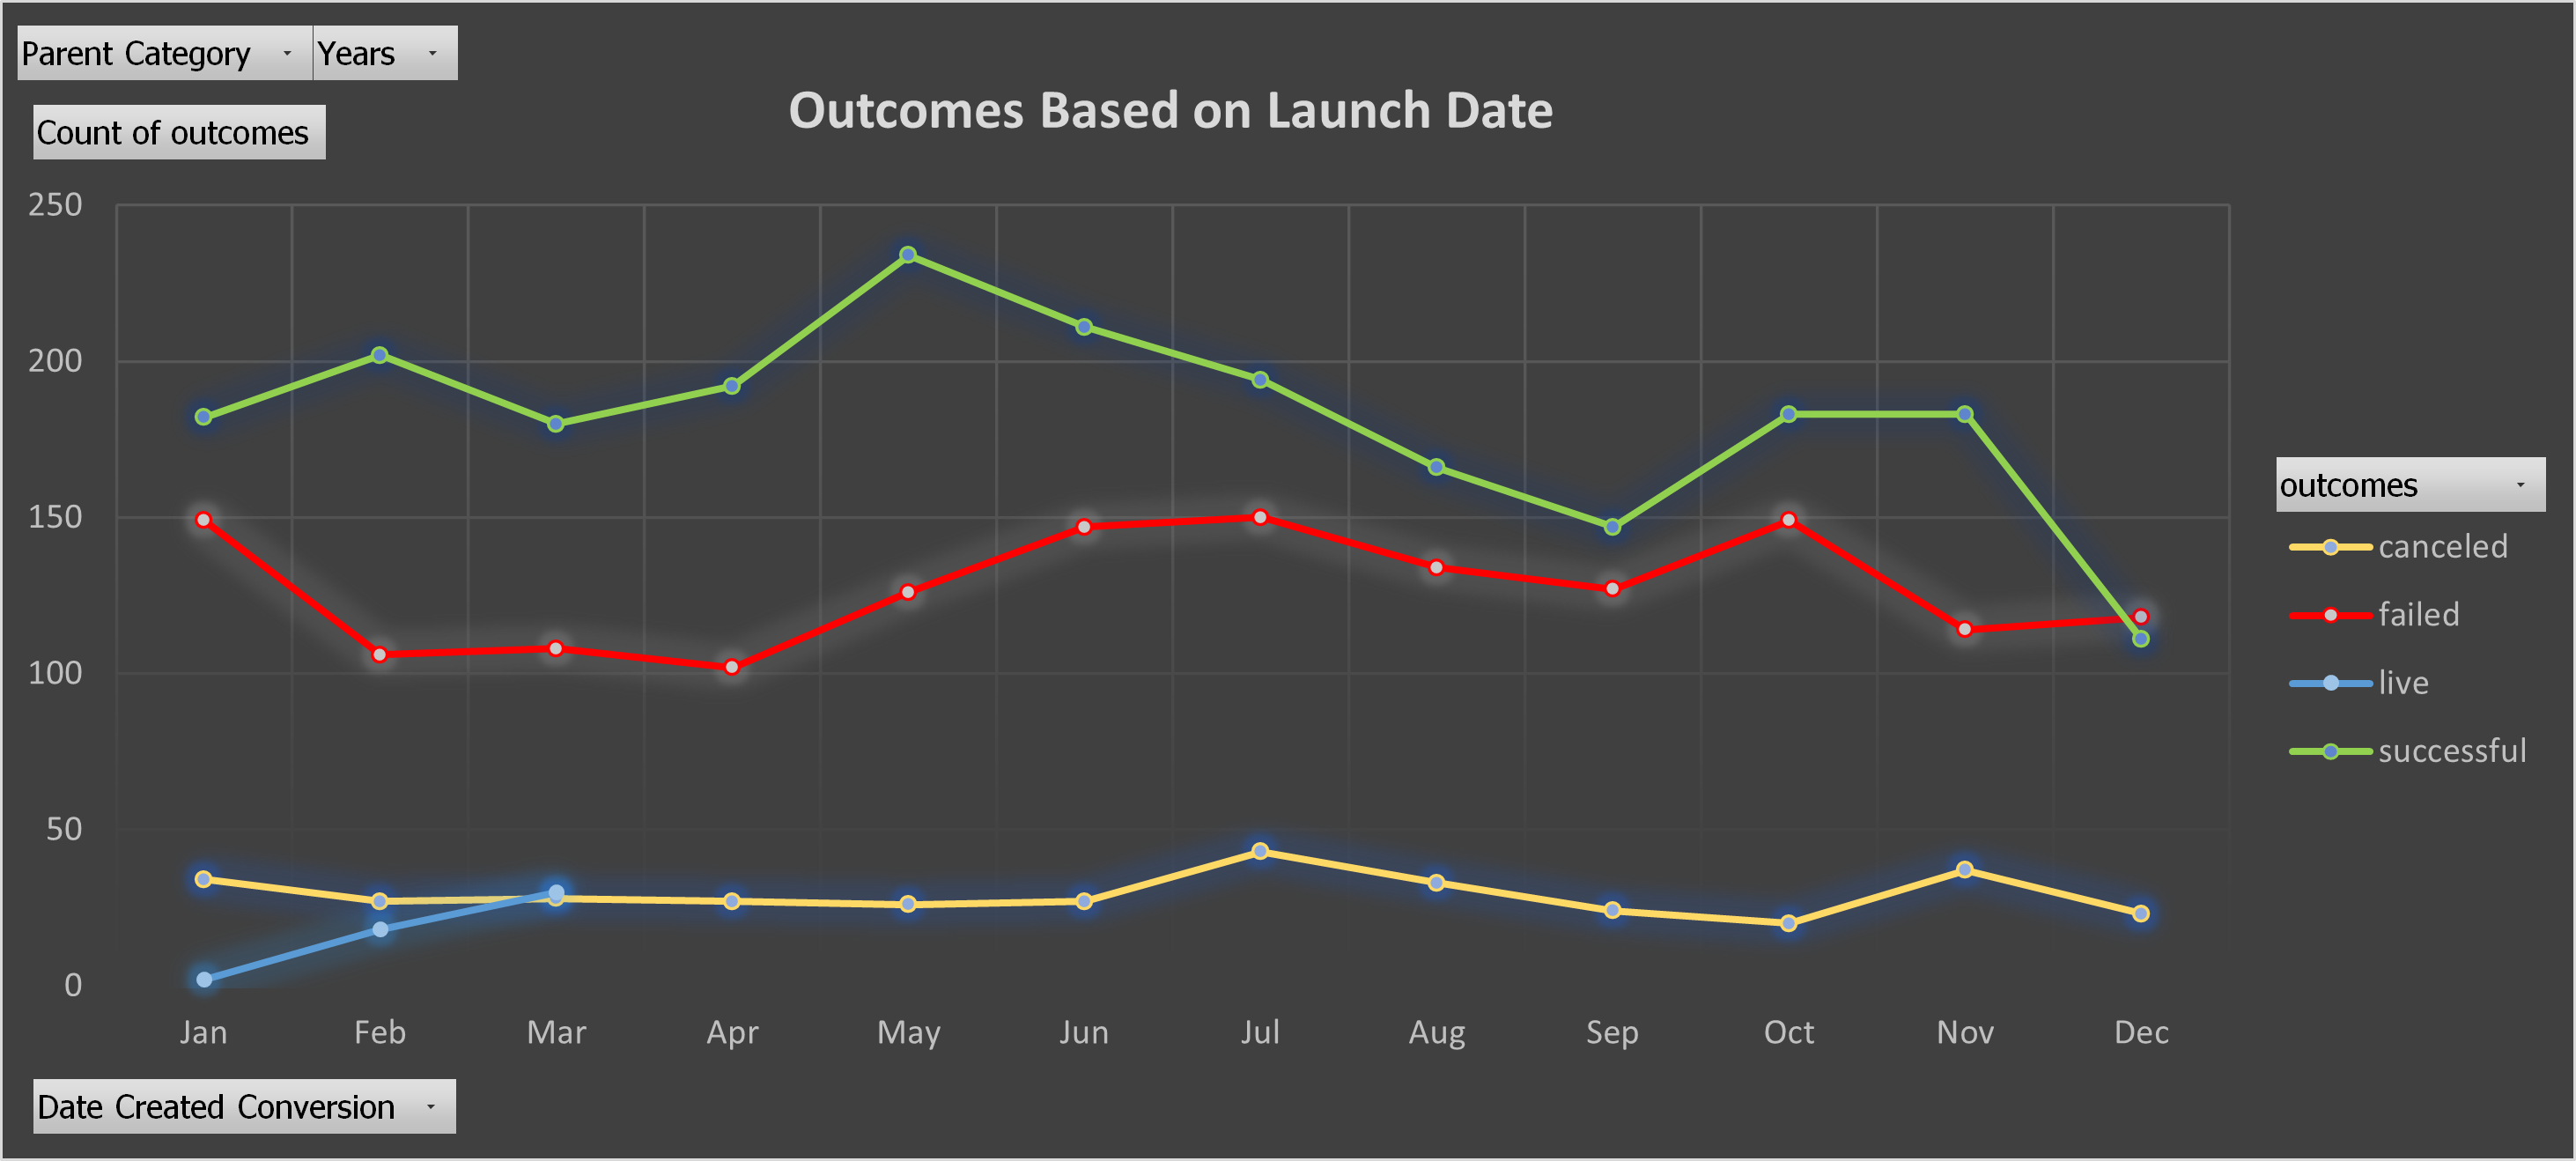 Parent Category Years
Count of outcomes
Outcomes Based on Launch Date
250
200
150
100
50
0
Jan Feb Mar Apr May Jun Jul Aug Sep Oct Nov Dec
Date Created Conversion
outcomes
canceled
failed
live
successful